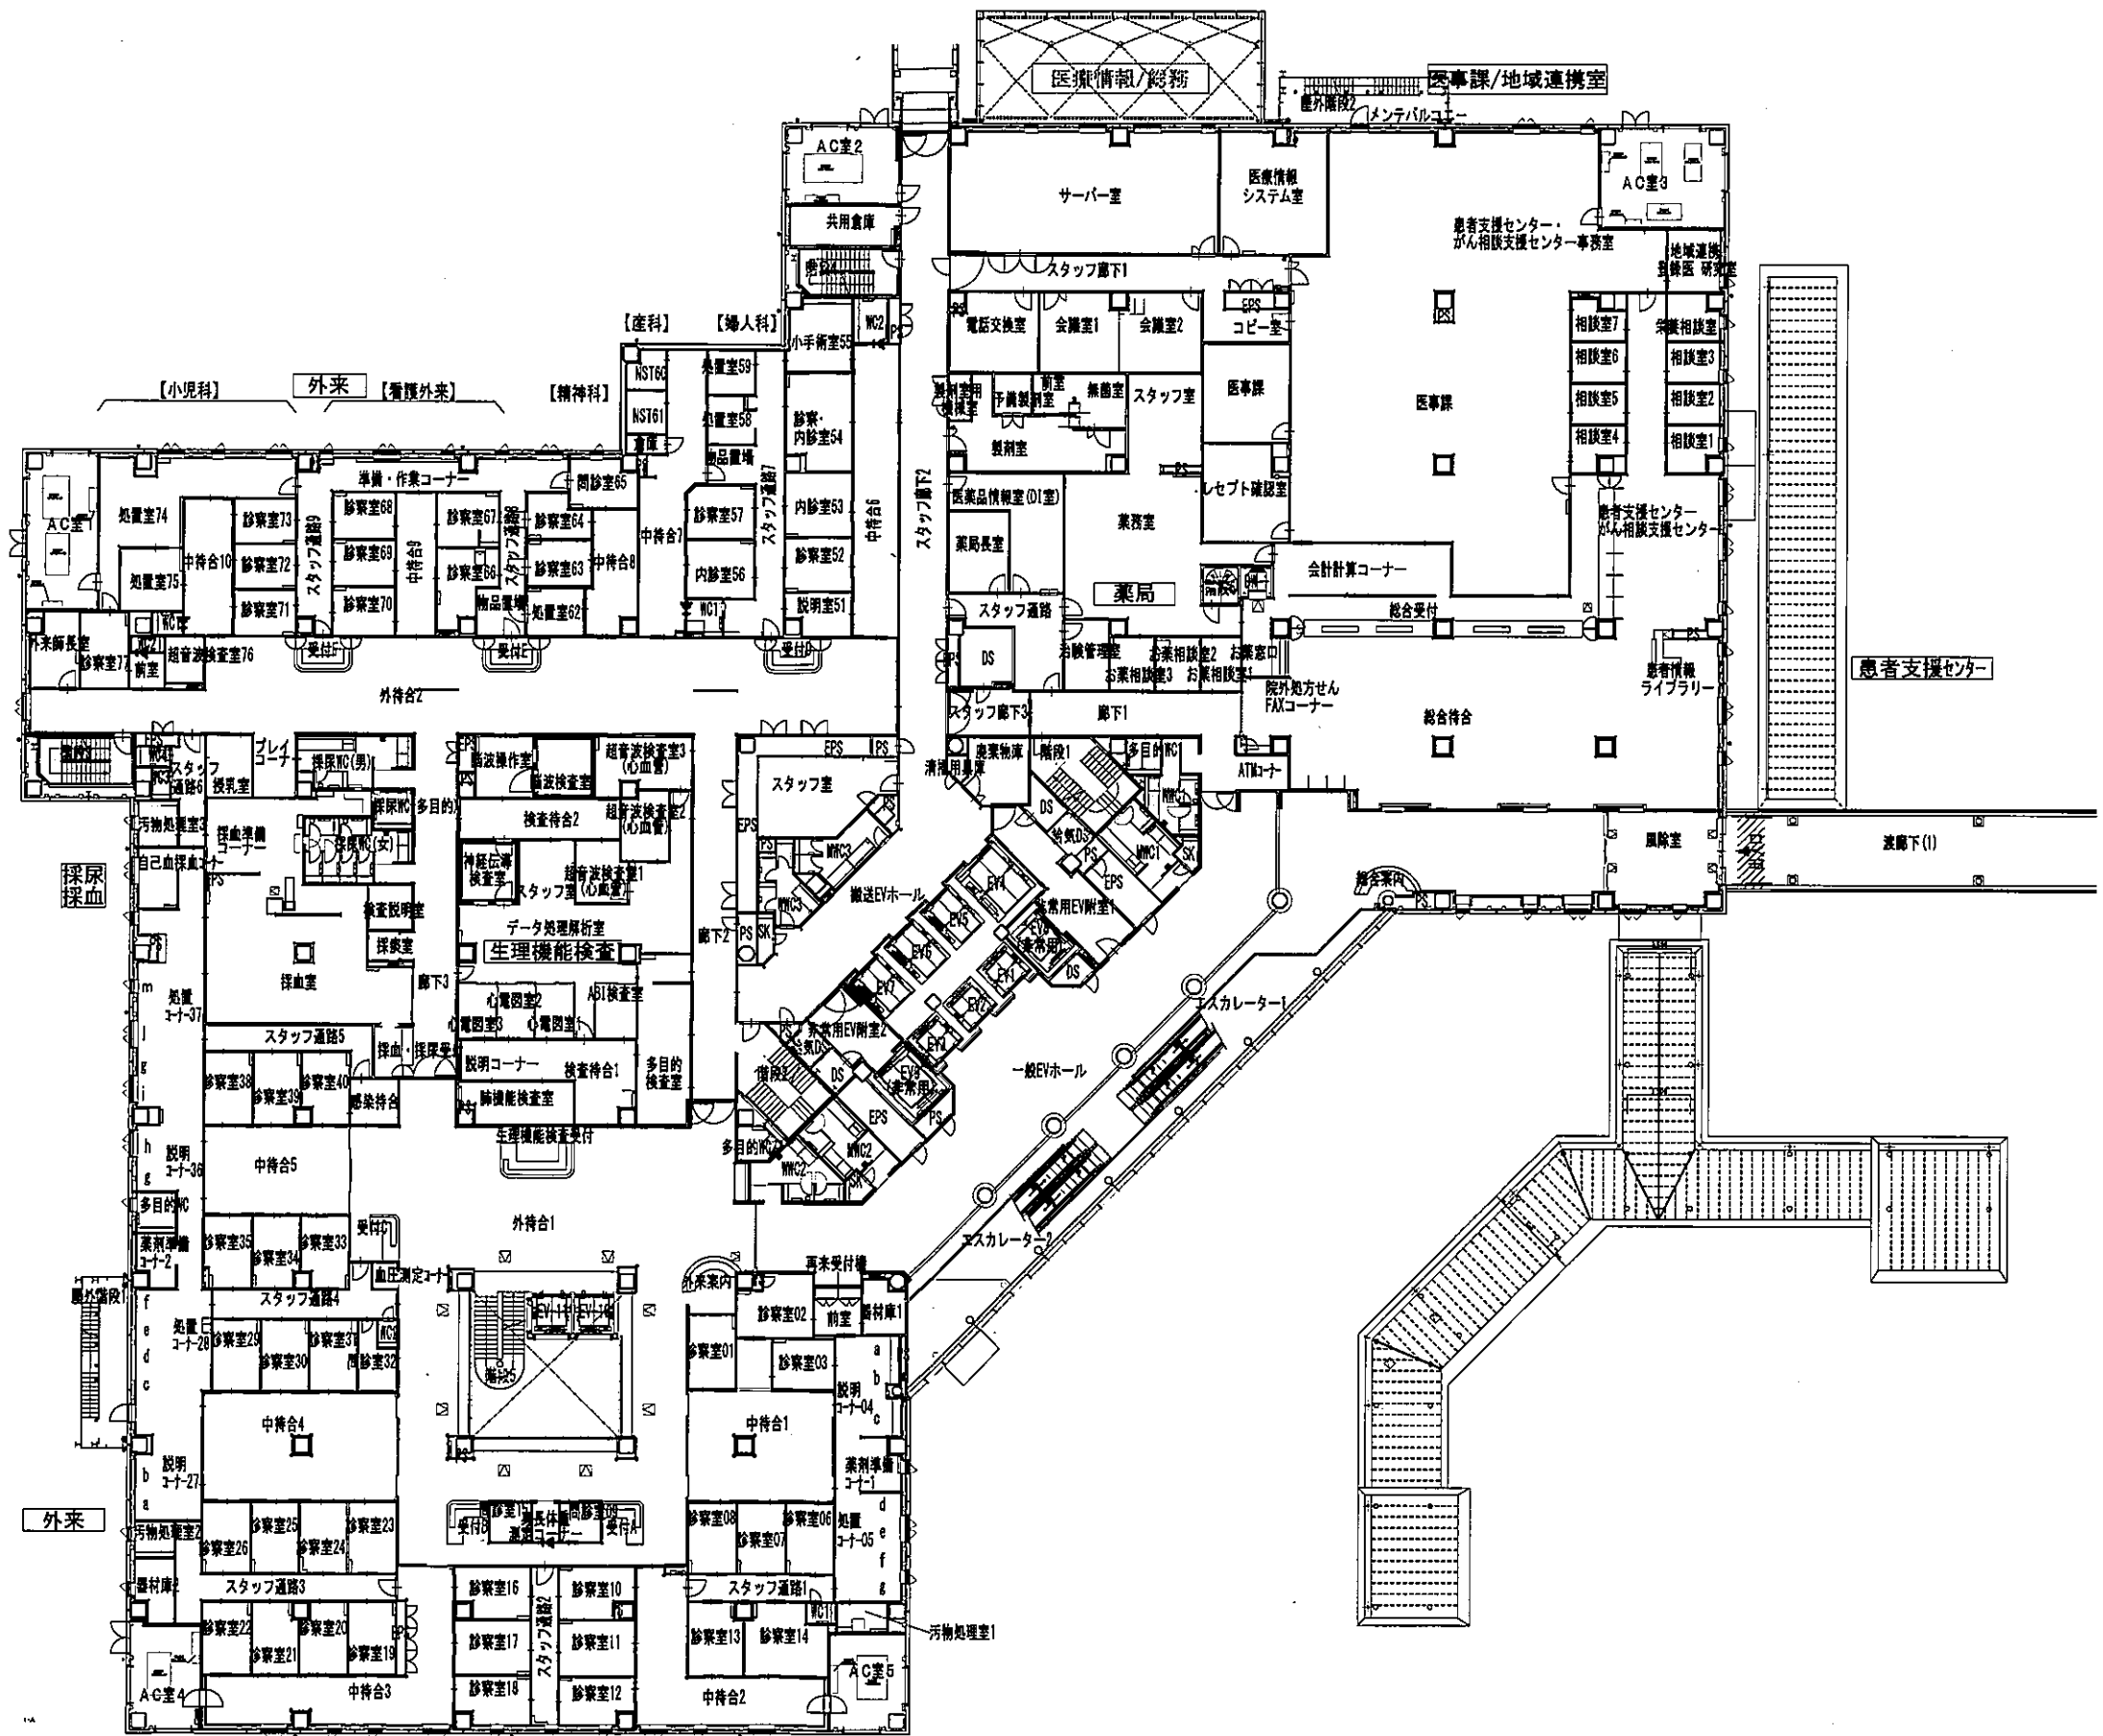 医療情報/総務
医事課/地域連携室
屋外階段2
メンテバルコニー
AC室2
共用倉庫
サーバー室
医療情報
システム室
AC室3
患者支援センター・
がん相談支援センター事務室
地域連携
登録医 研究室
スタッフ廊下1
EPS
コピー室
電話交換室
会議室1
会議室2
相談室7
栄養相談室
相談室6
相談室3
相談室5
相談室2
相談室4
相談室1
【産科】
【婦人科】
小手術室55
WC2
PS
NST60
処置室59
NST61
処置室58
倉庫
物品置場
診察・
内診室54
スタッフ通路7
中待合6
スタッフ廊下2
予備製剤室
前室
無菌室
スタッフ室
製剤室
医事課
医事課
PS
レセプト確認室
医薬品情報室(DI室)
薬局長室
業務室
薬局
会計計算コーナー
総合受付
患者支援センター
がん相談支援センター
【小児科】
外来
【看護外来】
【精神科】
準備・作業コーナー
問診室65
AC室1
処置室74
診察室73
診察室68
診察室67
診察室64
診察室57
内診室53
中待合10
診察室72
スタッフ通路9
診察室69
中待合9
診察室66
スタッフ通路8
診察室63
中待合8
中待合7
内診室56
診察室52
処置室75
診察室71
診察室70
物品置場
処置室62
WC1
説明室51
外来師長室
診察室77
前室
超音波検査室76
受付F
受付E
受付D
外待合2
スタッフ通路
DS
治験管理室
お薬相談室3
お薬相談室2
お薬相談室1
お薬窓口
院外処方せん
FAXコーナー
患者情報
ライブラリー
総合待合
患者支援センター
スタッフ廊下3
廊下1
廃棄物庫
清掃用具庫
階段1
多目的WC1
ATMコーナー
風除室
渡廊下(1)
総合案内
スタッフ
通路6
授乳室
プレイ
コーナー
採尿WC(男)
採尿WC(多目的)
採尿WC(女)
汚物処理室3
自己血採血コーナー
採血準備
コーナー
採尿
採血
検査説明室
採痰室
採血室
廊下3
脳波操作室
脳波検査室
超音波検査室3
(心血管)
検査待合2
超音波検査室2
(心血管)
神経伝導
検査室
スタッフ室
超音波検査室1
(心血管)
データ処理解析室
生理機能検査
心電図室2
心電図室3
心電図室1
ABI検査室
説明コーナー
検査待合1
多目的
検査室
肺機能検査室
生理機能検査受付
EPS
PS
スタッフ室
EPS
MWC3
WWC3
PS
SK
廊下2
搬送EVホール
DS
給気DS
MWC1
SK
PS
EPS
EV4
EV5
EV6
EV7
非常用EV附室1
EV8
(非常用)
DS
EV1
EV2
EV3
非常用EV附室2
給気DS
階段2
DS
EV9
(非常用)
EPS
PS
多目的WC2
WWC2
MWC2
SK
一般EVホール
エスカレーター1
エスカレーター2
処置
コーナー37
m
l
g
i
h
g
スタッフ通路5
採血・採尿受付
診察室38
診察室39
診察室40
感染待合
説明
コーナー36
中待合5
多目的WC
薬剤準備
コーナー2
診察室35
診察室34
診察室33
受付C
外待合1
血圧測定コーナー
屋外階段1
スタッフ通路4
f
e
d
c
処置
コーナー28
診察室29
診察室30
診察室31
WC2
問診室32
EV-11
EV-10
階段5
外来案内
再来受付機
診察室02
前室
器材庫1
診察室01
診察室03
a
b
c
説明
コーナー04
中待合4
中待合1
b
a
説明
コーナー27
薬剤準備
コーナー1
外来
汚物処理室2
診察室26
診察室25
診察室24
診察室23
受付B
受付A
診察室08
診察室07
診察室06
処置
コーナー05
d
e
f
g
器材庫2
スタッフ通路3
診察室16
スタッフ通路2
診察室10
スタッフ通路1
診察室22
診察室21
診察室20
診察室19
診察室17
診察室11
診察室13
診察室14
WC1
汚物処理室1
AC室4
中待合3
診察室18
診察室12
中待合2
AC室5